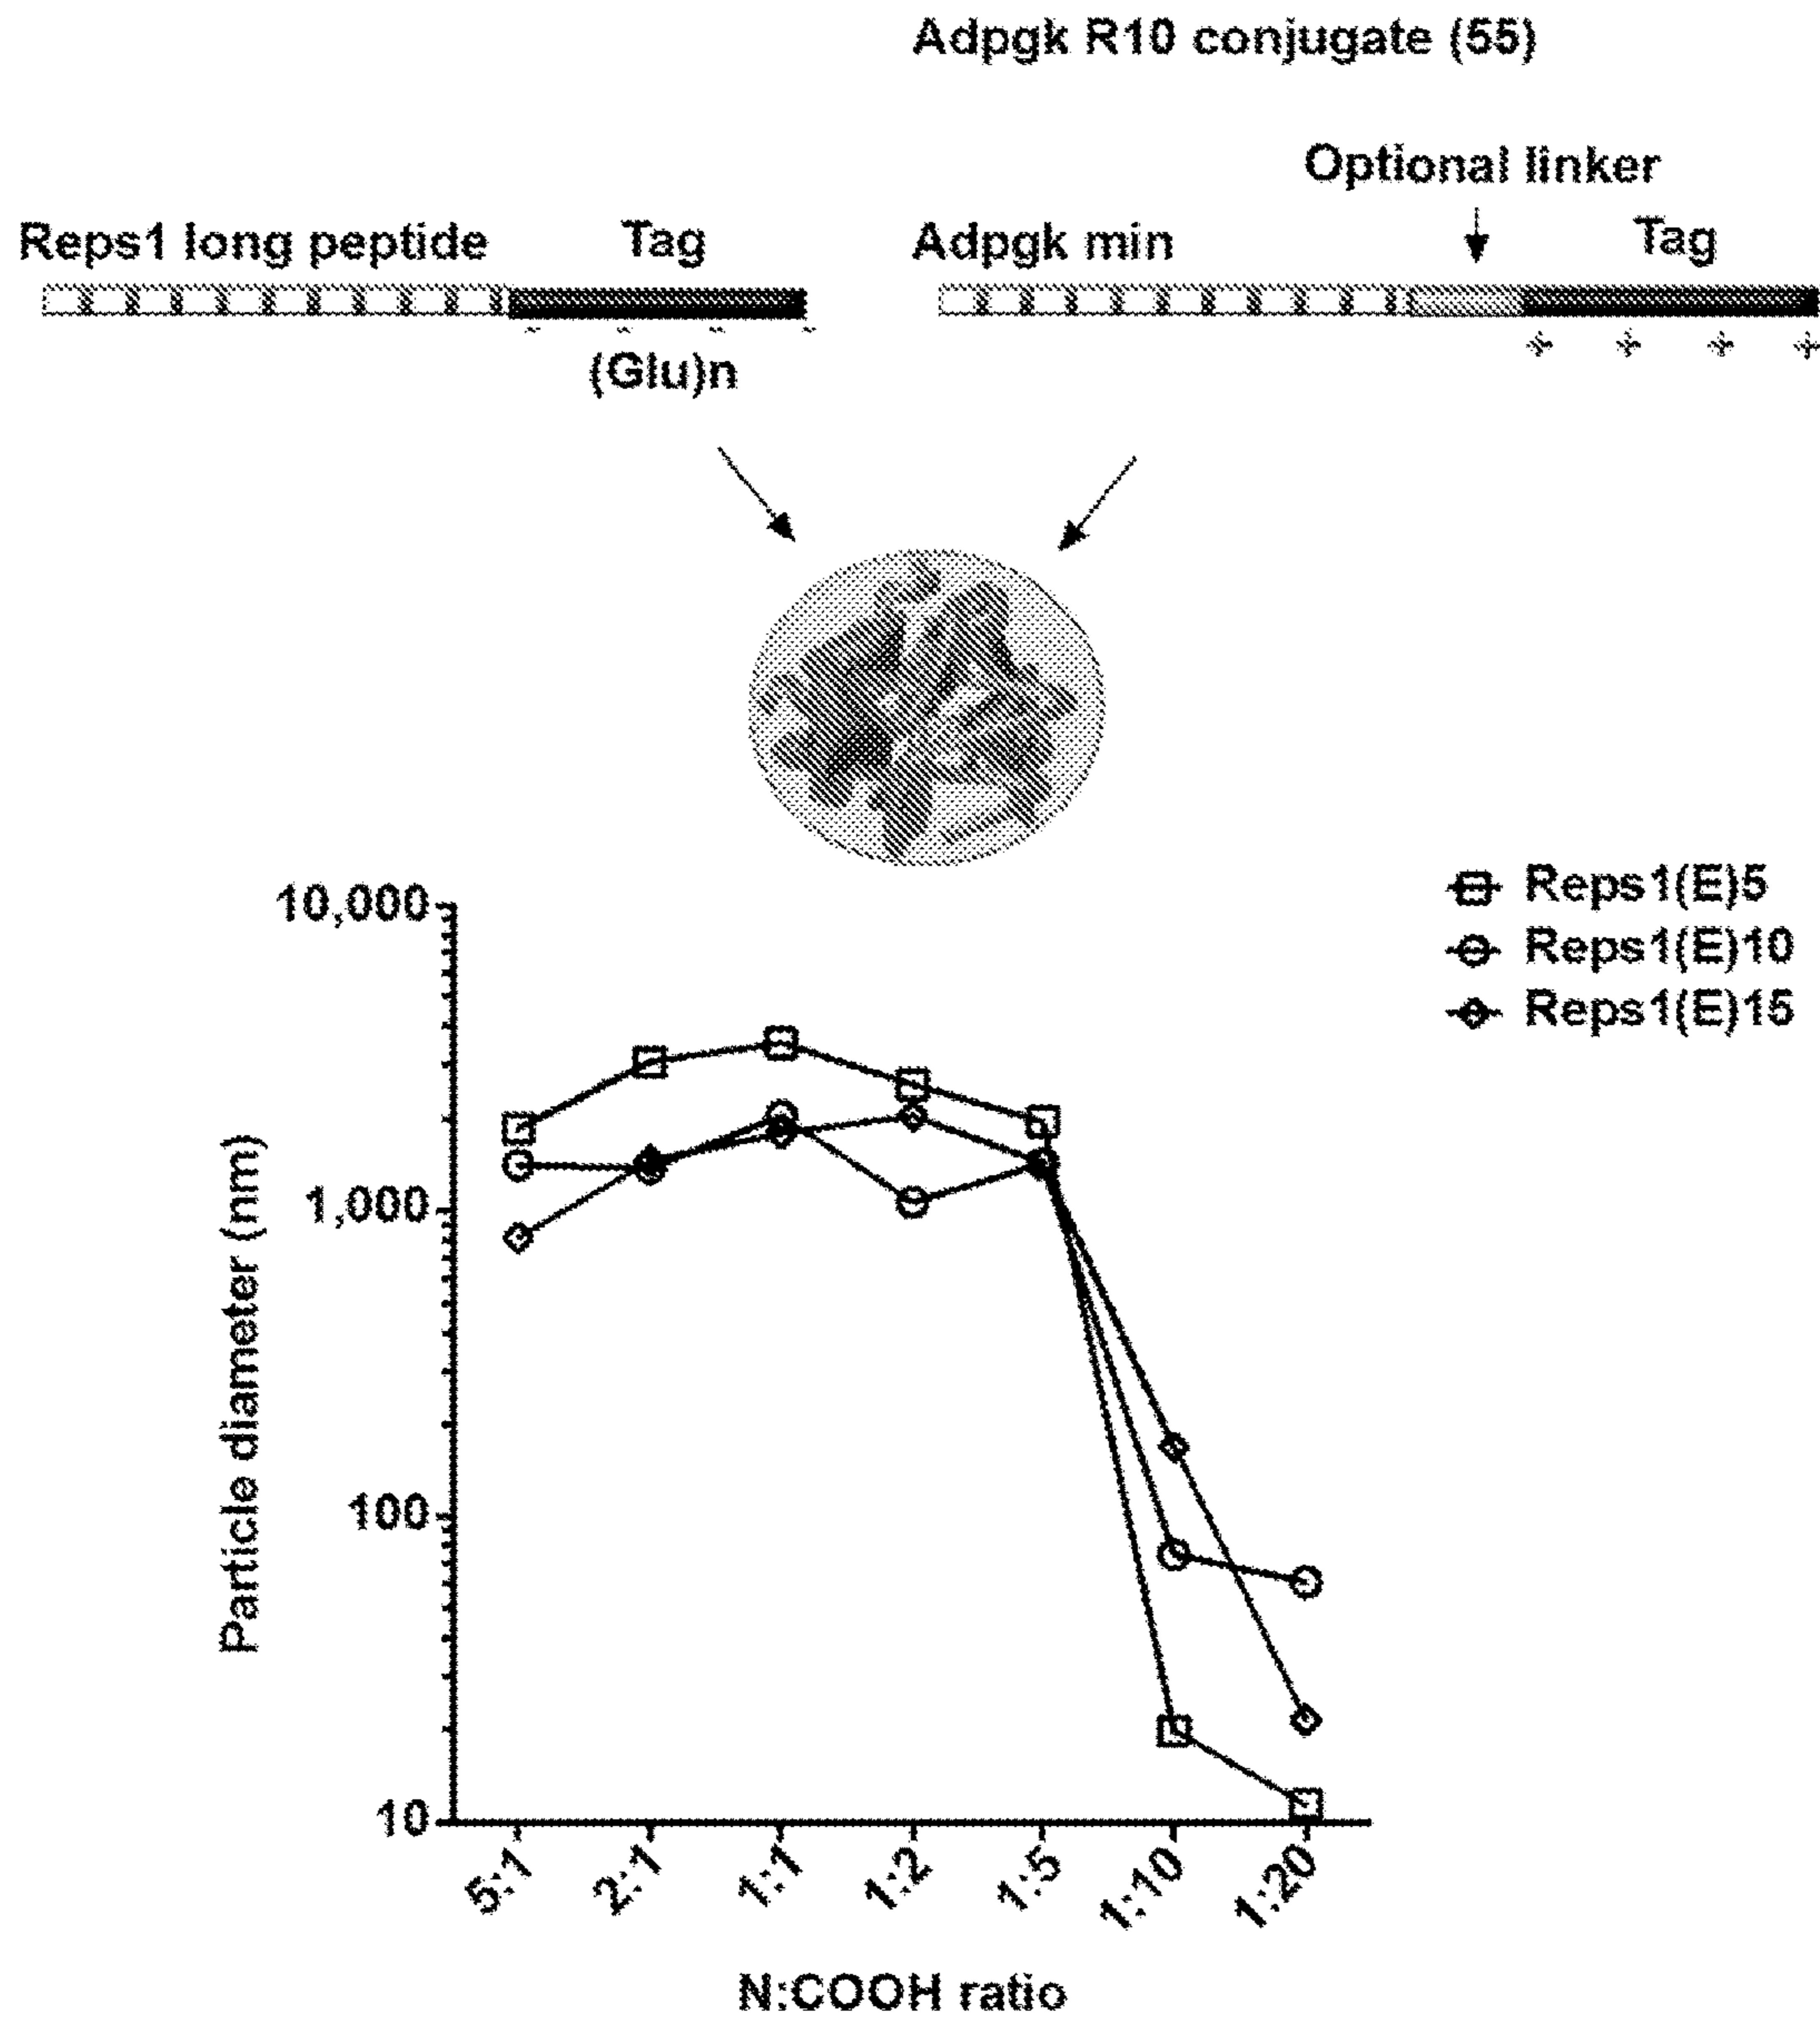 Adpgk R10 conjugate (55)
Optional linker
Reps1 long peptide Tag Adpgk min Tag
(Glu)n
Reps1(E)5
Reps1(E)10
Reps1(E)15
10,000
1,000
100
10
Particle diameter (nm)
5:1 2:1 1:1 1:2 1:5 1:10 1:20
N:COOH ratio